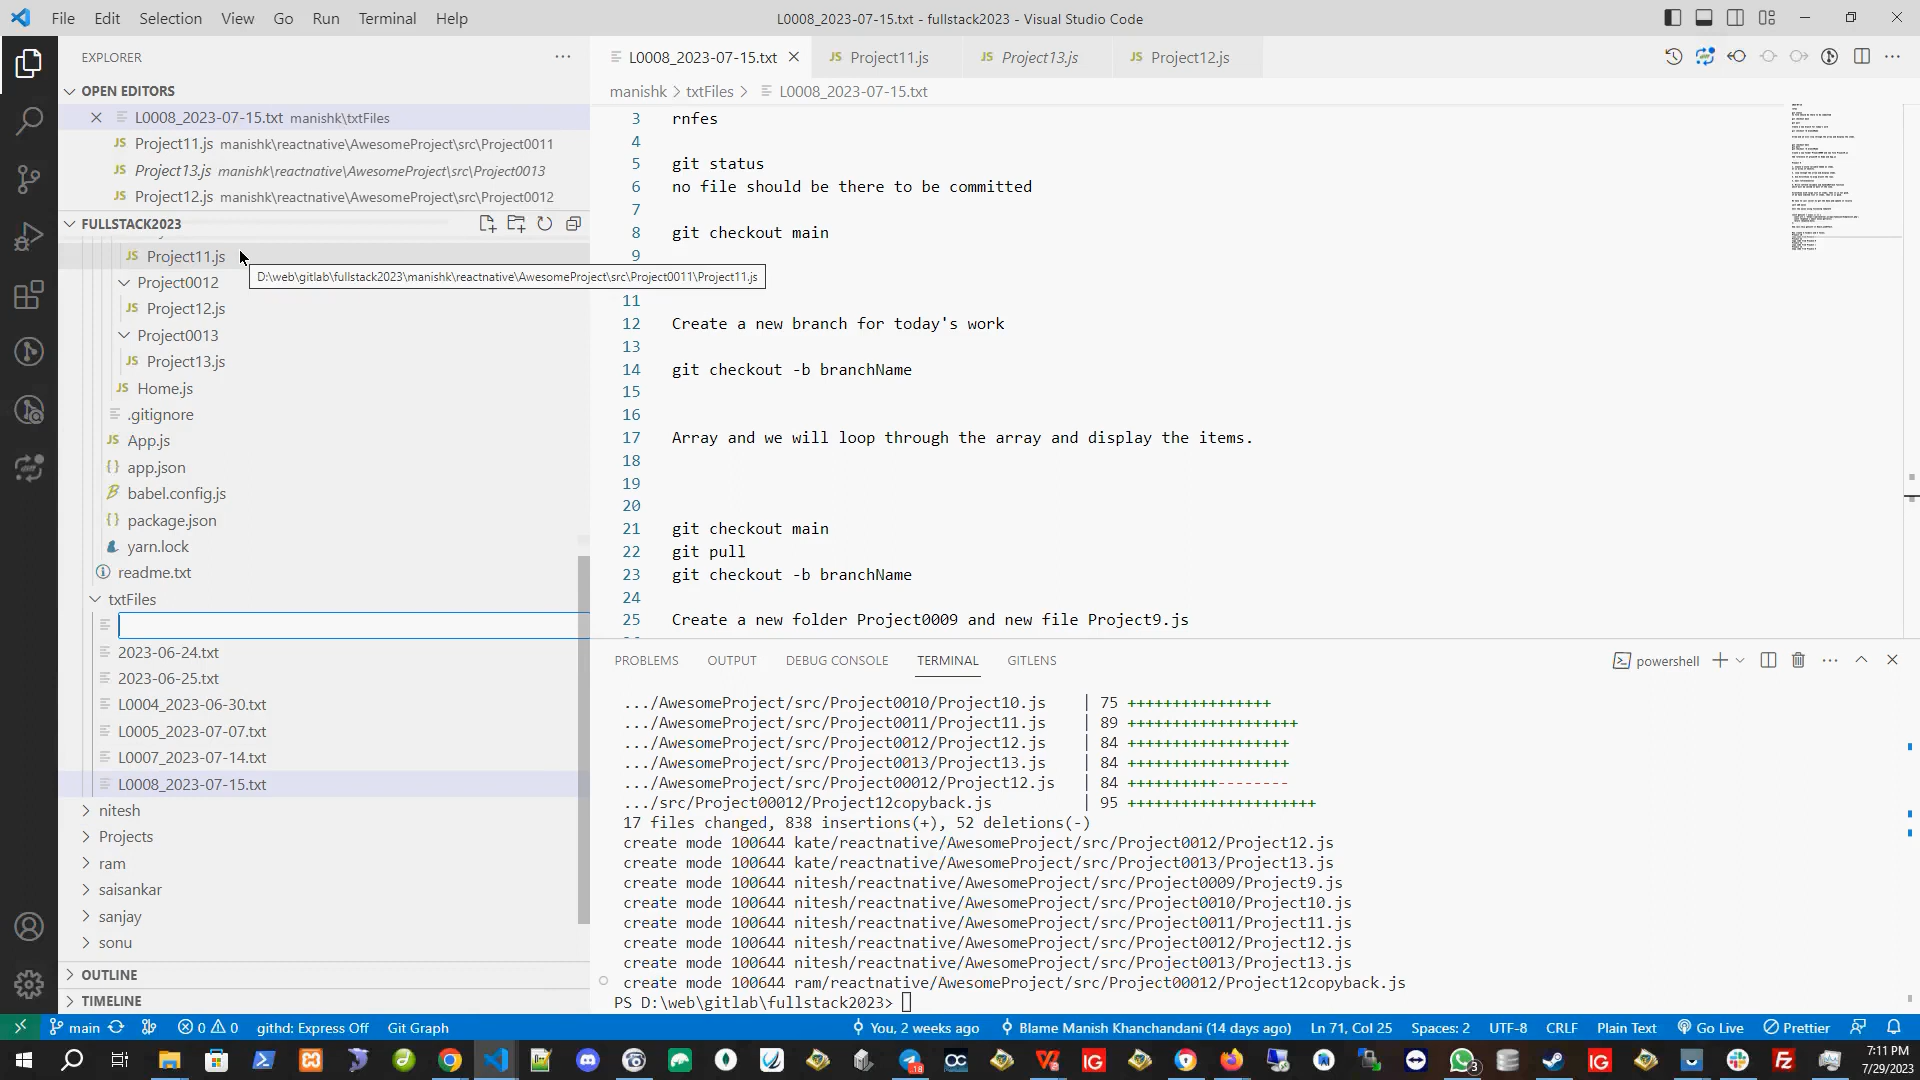 File Edit Selection View Go Run Terminal Help
L0008_2023-07-15.txt - fullstack2023 - Visual Studio Code
EXPLORER
OPEN EDITORS
L0008_2023-07-15.txt manishk\txtFiles
JS Project11.js manishk\reactnative\AwesomeProject\src\Project0011
JS Project13.js manishk\reactnative\AwesomeProject\src\Project0013
JS Project12.js manishk\reactnative\AwesomeProject\src\Project0012
FULLSTACK2023
JS Project11.js
D:\web\gitlab\fullstack2023\manishk\reactnative\AwesomeProject\src\Project0011\Project11.js
Project0012
JS Project12.js
Project0013
JS Project13.js
JS Home.js
.gitignore
JS App.js
{} app.json
babel.config.js
{} package.json
yarn.lock
readme.txt
txtFiles
2023-06-24.txt
2023-06-25.txt
L0004_2023-06-30.txt
L0005_2023-07-07.txt
L0007_2023-07-14.txt
L0008_2023-07-15.txt
nitesh
Projects
ram
saisankar
sanjay
sonu
OUTLINE
TIMELINE
L0008_2023-07-15.txt JS Project11.js JS Project13.js JS Project12.js
manishk > txtFiles > L0008_2023-07-15.txt
3 rnfes
4
5 git status
6 no file should be there to be committed
7
8 git checkout main
9
11
12 Create a new branch for today's work
13
14 git checkout -b branchName
15
16
17 Array and we will loop through the array and display the items.
18
19
20
21 git checkout main
22 git pull
23 git checkout -b branchName
24
25 Create a new folder Project0009 and new file Project9.js
PROBLEMS OUTPUT DEBUG CONSOLE TERMINAL GITLENS
powershell
.../AwesomeProject/src/Project0010/Project10.js | 75 ++++++++++++++++
.../AwesomeProject/src/Project0011/Project11.js | 89 +++++++++++++++++++
.../AwesomeProject/src/Project0012/Project12.js | 84 ++++++++++++++++++
.../AwesomeProject/src/Project0013/Project13.js | 84 ++++++++++++++++++
.../AwesomeProject/src/Project00012/Project12.js | 84 ++++++++++--------
.../src/Project00012/Project12copyback.js | 95 +++++++++++++++++++++
17 files changed, 838 insertions(+), 52 deletions(-)
create mode 100644 kate/reactnative/AwesomeProject/src/Project0012/Project12.js
create mode 100644 kate/reactnative/AwesomeProject/src/Project0013/Project13.js
create mode 100644 nitesh/reactnative/AwesomeProject/src/Project0009/Project9.js
create mode 100644 nitesh/reactnative/AwesomeProject/src/Project0010/Project10.js
create mode 100644 nitesh/reactnative/AwesomeProject/src/Project0011/Project11.js
create mode 100644 nitesh/reactnative/AwesomeProject/src/Project0012/Project12.js
create mode 100644 nitesh/reactnative/AwesomeProject/src/Project0013/Project13.js
create mode 100644 ram/reactnative/AwesomeProject/src/Project00012/Project12copyback.js
PS D:\web\gitlab\fullstack2023>
main 0 0 githd: Express Off Git Graph You, 2 weeks ago Blame Manish Khanchandani (14 days ago) Ln 71, Col 25 Spaces: 2 UTF-8 CRLF Plain Text Go Live Prettier
18
OC
IG
3
IG
FZ
7:11 PM
7/29/2023